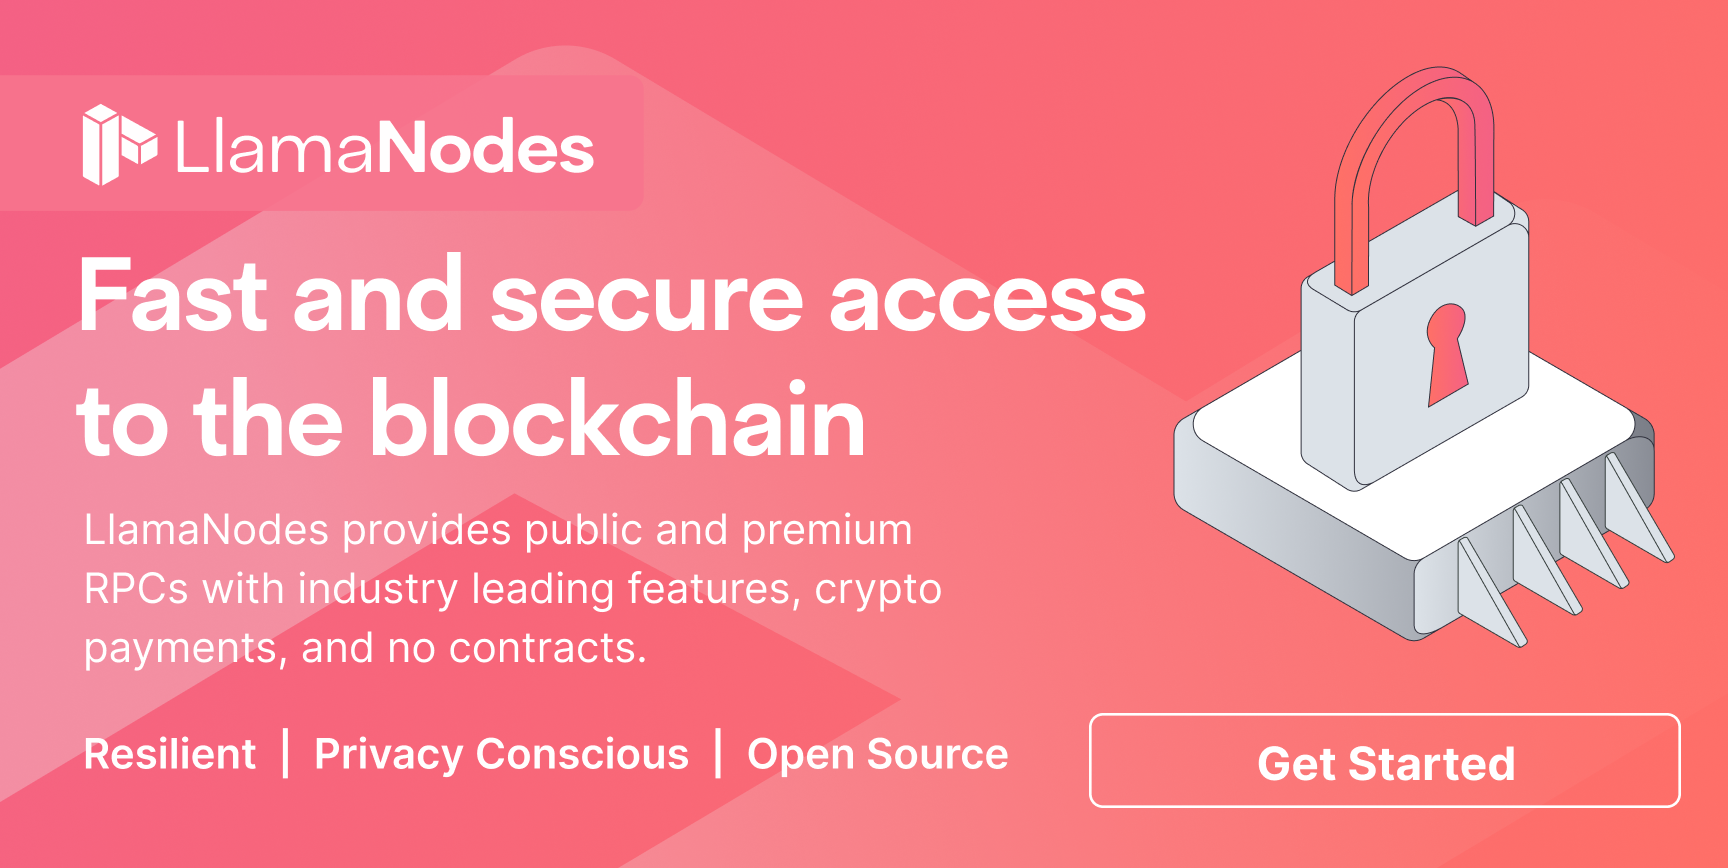 LlamaNodes
Fast and secure access
to the blockchain
LlamaNodes provides public and premium
RPCs with industry leading features, crypto
payments, and no contracts.
Resilient | Privacy Conscious | Open Source
Get Started